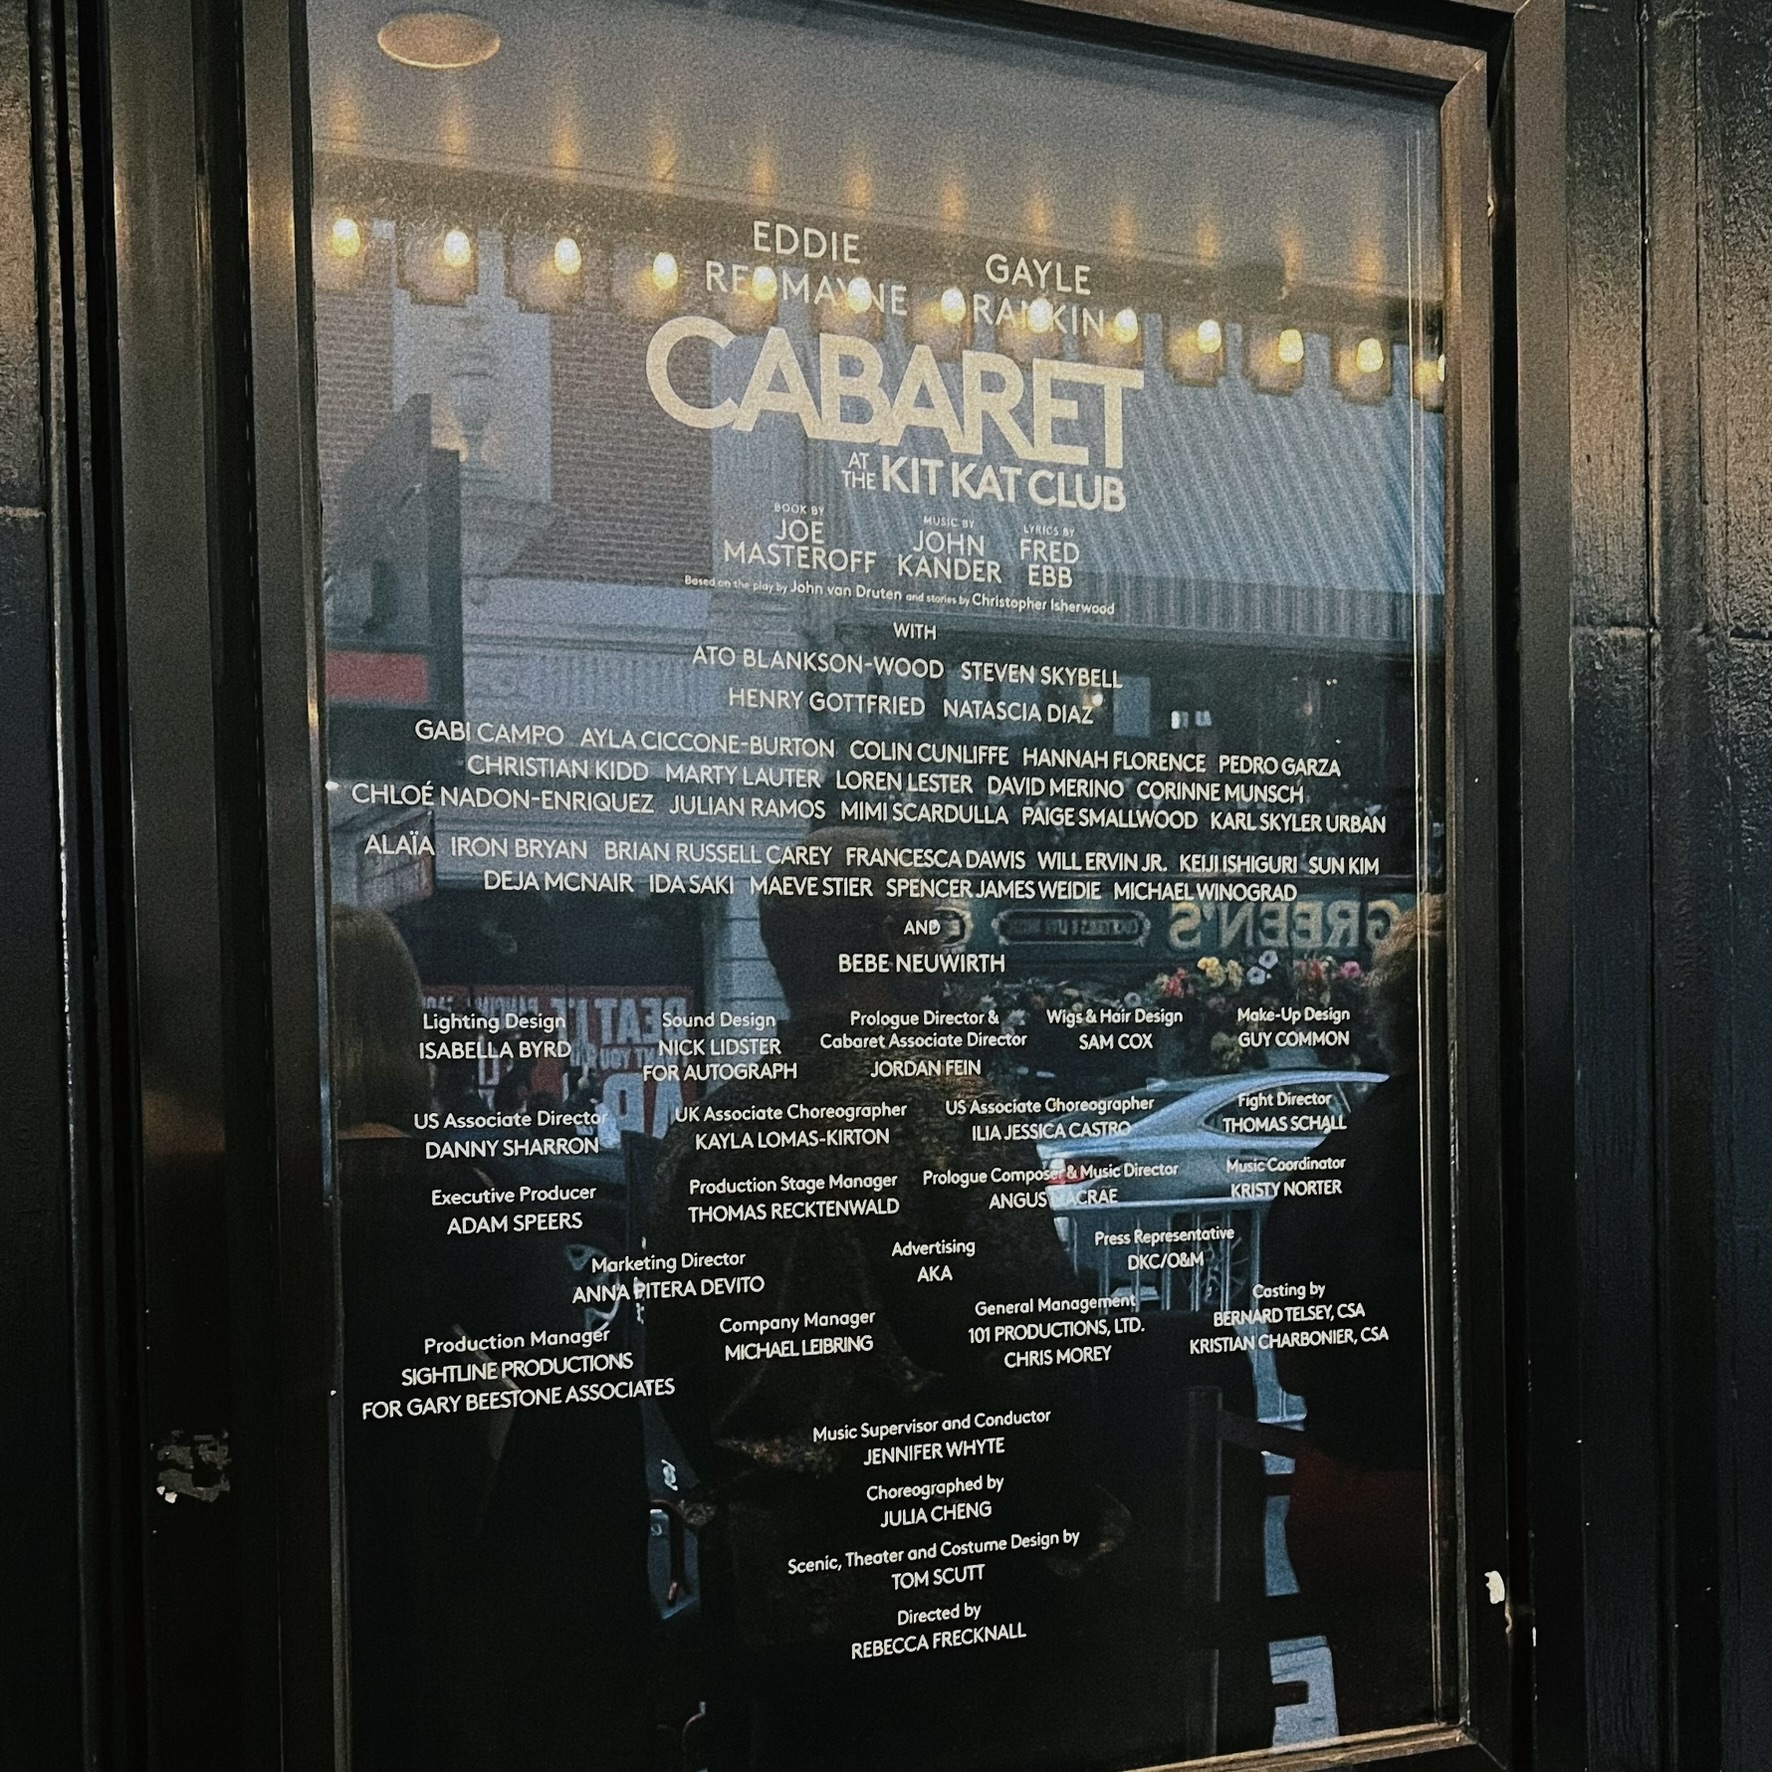 EDDIE
REDMAYNE
GAYLE
RANKIN
CABARET
AT THE KIT KAT CLUB
BOOK BY
JOE
MASTEROFF
MUSIC BY
JOHN
KANDER
LYRICS BY
FRED
EBB
Based on the play by John van Druten and stories by Christopher Isherwood
WITH
ATO BLANKSON-WOOD STEVEN SKYBELL
HENRY GOTTFRIED NATASCIA DIAZ
GABI CAMPO AYLA CICCONE-BURTON COLIN CUNLIFFE HANNAH FLORENCE PEDRO GARZA
CHRISTIAN KIDD MARTY LAUTER LOREN LESTER DAVID MERINO CORINNE MUNSCH
CHLOÉ NADON-ENRIQUEZ JULIAN RAMOS MIMI SCARDULLA PAIGE SMALLWOOD KARL SKYLER URBAN
ALAÏA IRON BRYAN BRIAN RUSSELL CAREY FRANCESCA DAWIS WILL ERVIN JR. KEIJI ISHIGURI SUN KIM
DEJA MCNAIR IDA SAKI MAEVE STIER SPENCER JAMES WEIDIE MICHAEL WINOGRAD
AND
BEBE NEUWIRTH
Lighting Design
ISABELLA BYRD
Sound Design
NICK LIDSTER
FOR AUTOGRAPH
Prologue Director &
Cabaret Associate Director
JORDAN FEIN
Wigs & Hair Design
SAM COX
Make-Up Design
GUY COMMON
US Associate Director
DANNY SHARRON
UK Associate Choreographer
KAYLA LOMAS-KIRTON
US Associate Choreographer
ILIA JESSICA CASTRO
Fight Director
THOMAS SCHALL
Executive Producer
ADAM SPEERS
Production Stage Manager
THOMAS RECKTENWALD
Prologue Composer & Music Director
ANGUS MACRAE
Music Coordinator
KRISTY NORTER
Marketing Director
ANNA PITERA DEVITO
Advertising
AKA
Press Representative
DKC/O&M
Production Manager
SIGHTLINE PRODUCTIONS
FOR GARY BEESTONE ASSOCIATES
Company Manager
MICHAEL LEIBRING
General Management
101 PRODUCTIONS, LTD.
CHRIS MOREY
Casting by
BERNARD TELSEY, CSA
KRISTIAN CHARBONIER, CSA
Music Supervisor and Conductor
JENNIFER WHYTE
Choreographed by
JULIA CHENG
Scenic, Theater and Costume Design by
TOM SCUTT
Directed by
REBECCA FRECKNALL
GREEN'S